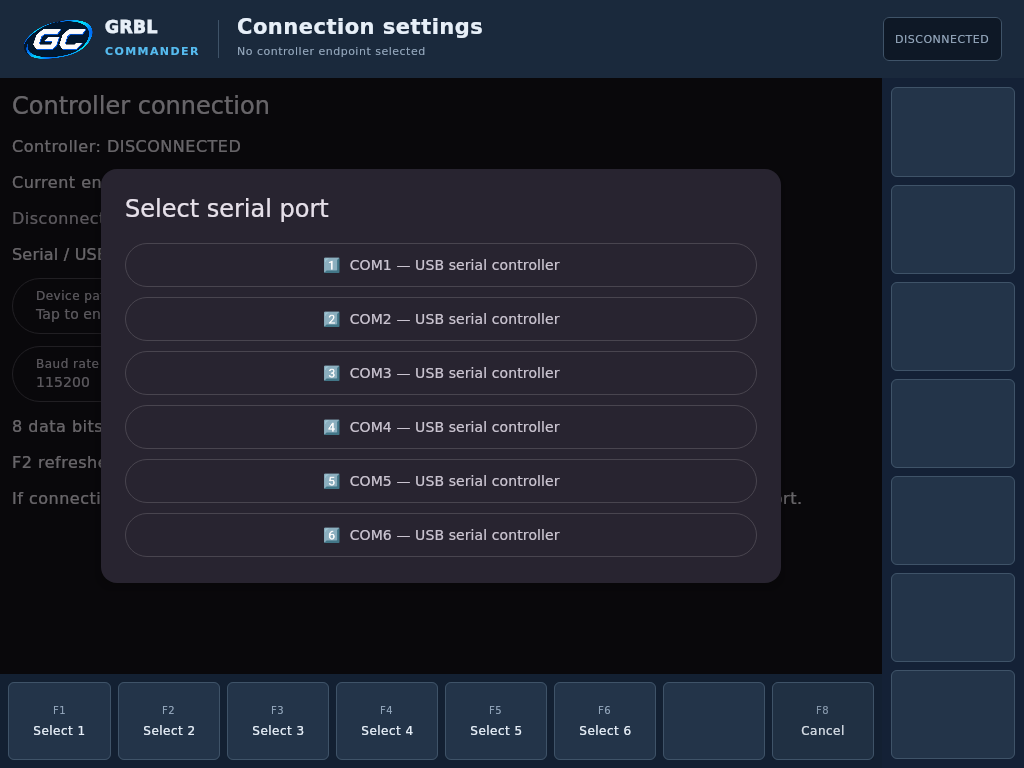 GC
GRBL
COMMANDER
Connection settings
No controller endpoint selected
DISCONNECTED
Controller connection
Controller: DISCONNECTED
Current en
Disconnect
Serial / USB
Device pa
Tap to en
Baud rate
115200
8 data bits
F2 refreshe
If connecti
rt.
Select serial port
1 COM1 — USB serial controller
2 COM2 — USB serial controller
3 COM3 — USB serial controller
4 COM4 — USB serial controller
5 COM5 — USB serial controller
6 COM6 — USB serial controller
F1
Select 1
F2
Select 2
F3
Select 3
F4
Select 4
F5
Select 5
F6
Select 6
F8
Cancel